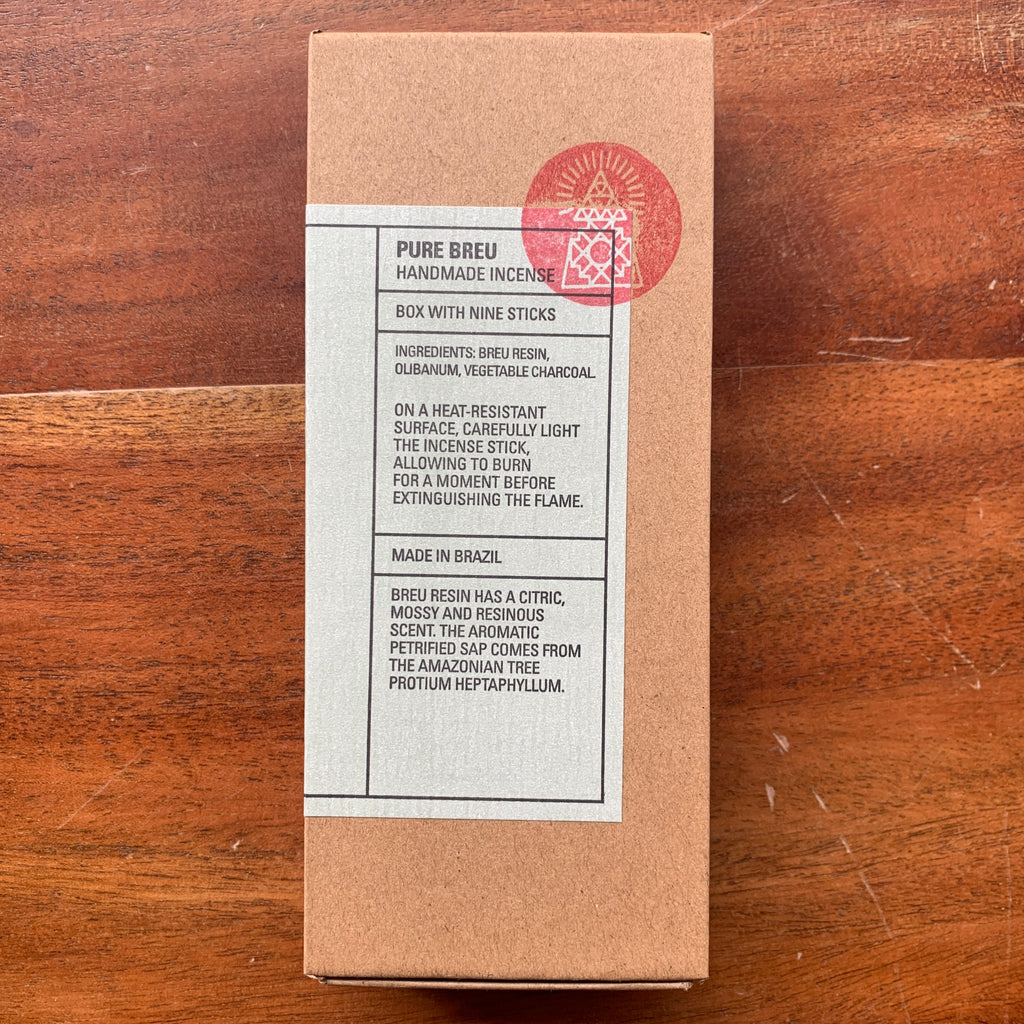 PURE BREU
HANDMADE INCENSE
BOX WITH NINE STICKS
INGREDIENTS: BREU RESIN,
OLIBANUM, VEGETABLE CHARCOAL.
ON A HEAT-RESISTANT
SURFACE, CAREFULLY LIGHT
THE INCENSE STICK,
ALLOWING TO BURN
FOR A MOMENT BEFORE
EXTINGUISHING THE FLAME.
MADE IN BRAZIL
BREU RESIN HAS A CITRIC,
MOSSY AND RESINOUS
SCENT. THE AROMATIC
PETRIFIED SAP COMES FROM
THE AMAZONIAN TREE
PROTIUM HEPTAPHYLLUM.